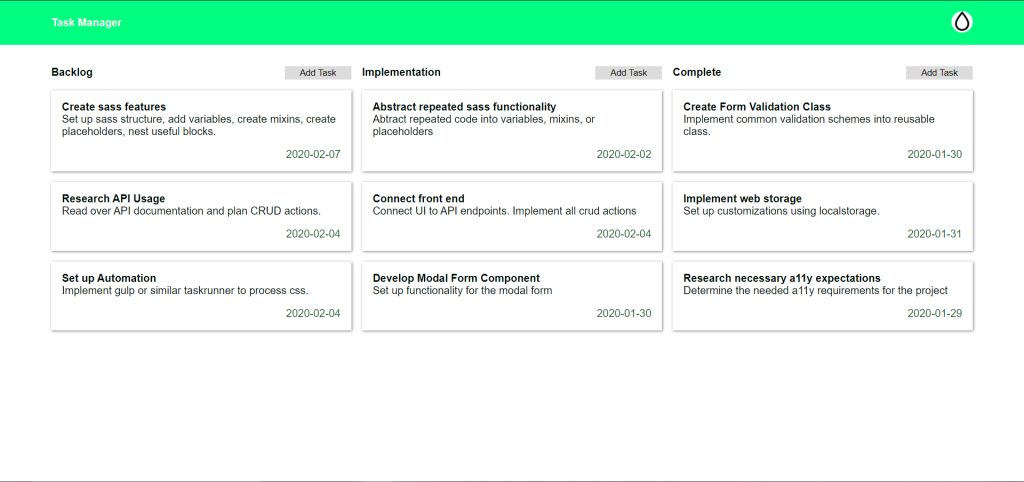 Task Manager
Backlog
Add Task
Create sass features
Set up sass structure, add variables, create mixins, create
placeholders, nest useful blocks.
2020-02-07
Research API Usage
Read over API documentation and plan CRUD actions.
2020-02-04
Set up Automation
Implement gulp or similar taskrunner to process css.
2020-02-04
Implementation
Add Task
Abstract repeated sass functionality
Abtract repeated code into variables, mixins, or
placeholders
2020-02-02
Connect front end
Connect UI to API endpoints. Implement all crud actions
2020-02-04
Develop Modal Form Component
Set up functionality for the modal form
2020-01-30
Complete
Add Task
Create Form Validation Class
Implement common validation schemes into reusable
class.
2020-01-30
Implement web storage
Set up customizations using localstorage.
2020-01-31
Research necessary a11y expectations
Determine the needed a11y requirements for the project
2020-01-29